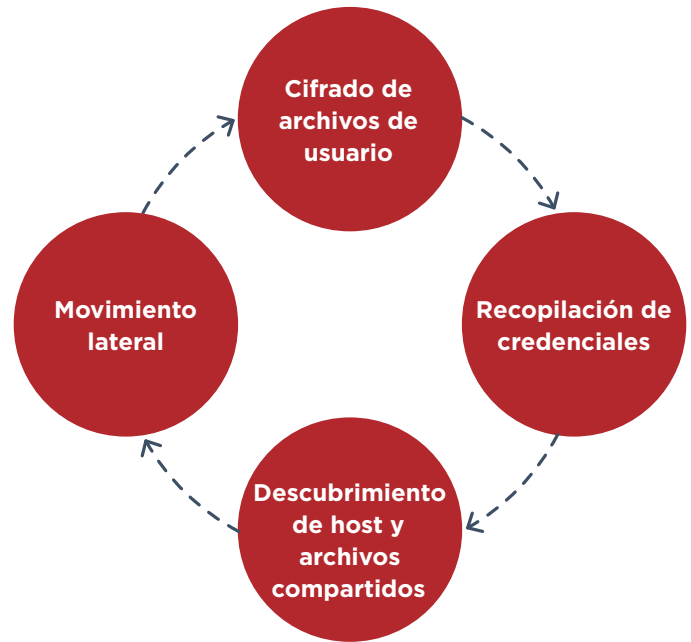 Cifrado de
archivos de
usuario
Movimiento
lateral
Recopilación de
credenciales
Descubrimiento
de host y
archivos
compartidos